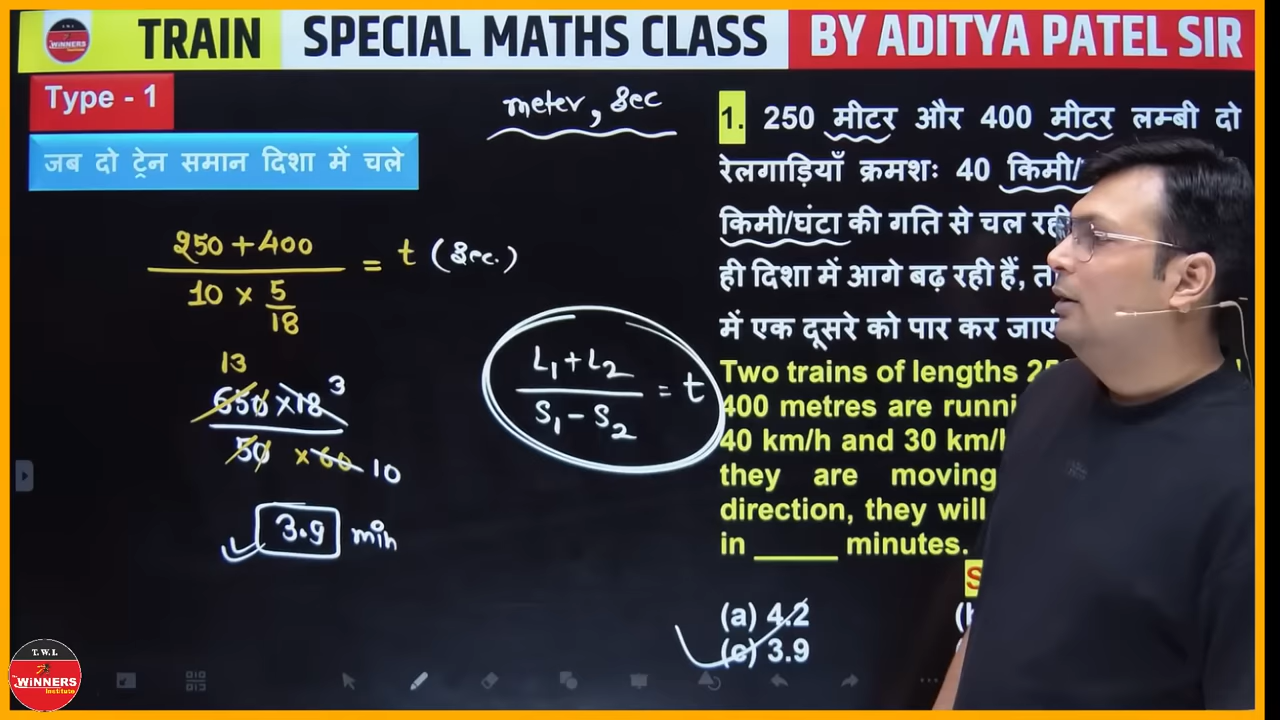 WINNERS
TRAIN
SPECIAL MATHS CLASS
BY ADITYA PATEL SIR
Type - 1
जब दो ट्रेन समान दिशा में चले
meter, Sec
250 + 400
10 × 5/18
= t (Sec.)
13
650 × 18 3
50 × 60 10
3.9 min
L1 + L2
S1 - S2
= t
1. 250 मीटर और 400 मीटर लम्बी दो
रेलगाड़ियाँ क्रमशः 40 किमी/
किमी/घंटा की गति से चल रही
ही दिशा में आगे बढ़ रही हैं,
में एक दूसरे को पार कर
Two trains of lengths
400 metres are
40 km/h and 30
they are moving
direction, they will
in _____ minutes.
(a) 4.2
(c) 3.9
T.W.I.
The
WINNERS
Institute